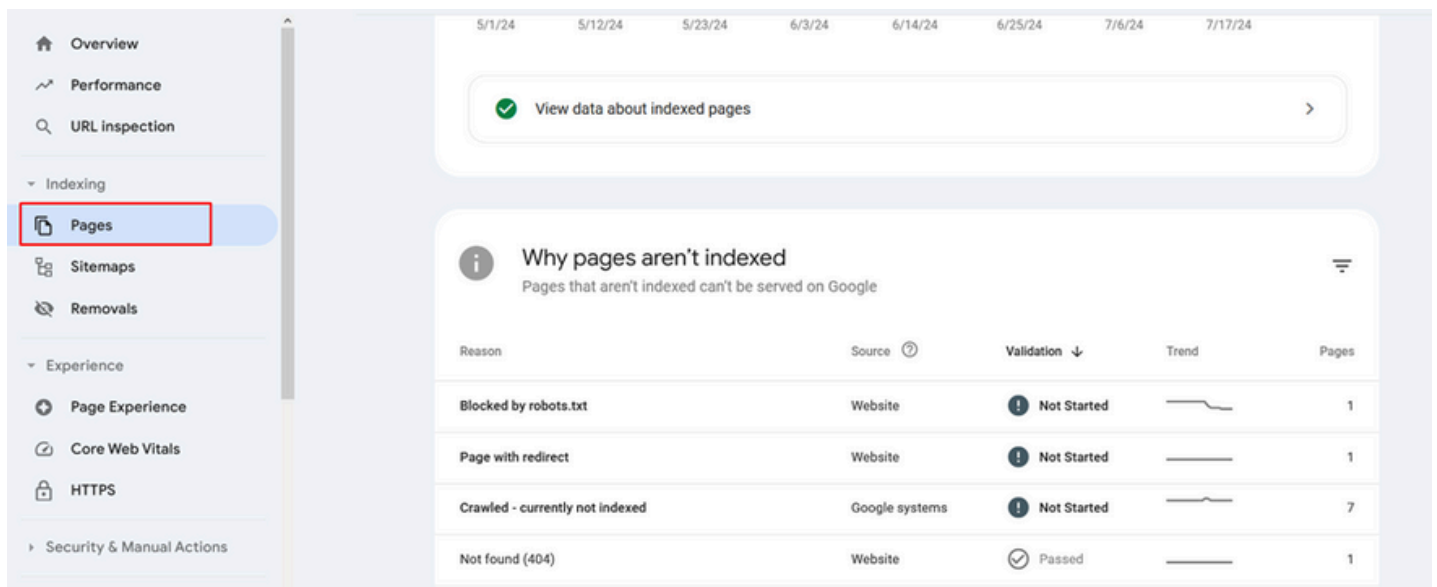 Overview
Performance
URL inspection
Indexing
Pages
Sitemaps
Removals
Experience
Page Experience
Core Web Vitals
HTTPS
Security & Manual Actions
5/1/24 5/12/24 5/23/24 6/3/24 6/14/24 6/25/24 7/6/24 7/17/24
View data about indexed pages
Why pages aren't indexed
Pages that aren't indexed can't be served on Google
Reason Source Validation Trend Pages
Blocked by robots.txt Website Not Started 1
Page with redirect Website Not Started 1
Crawled - currently not indexed Google systems Not Started 7
Not found (404) Website Passed 1